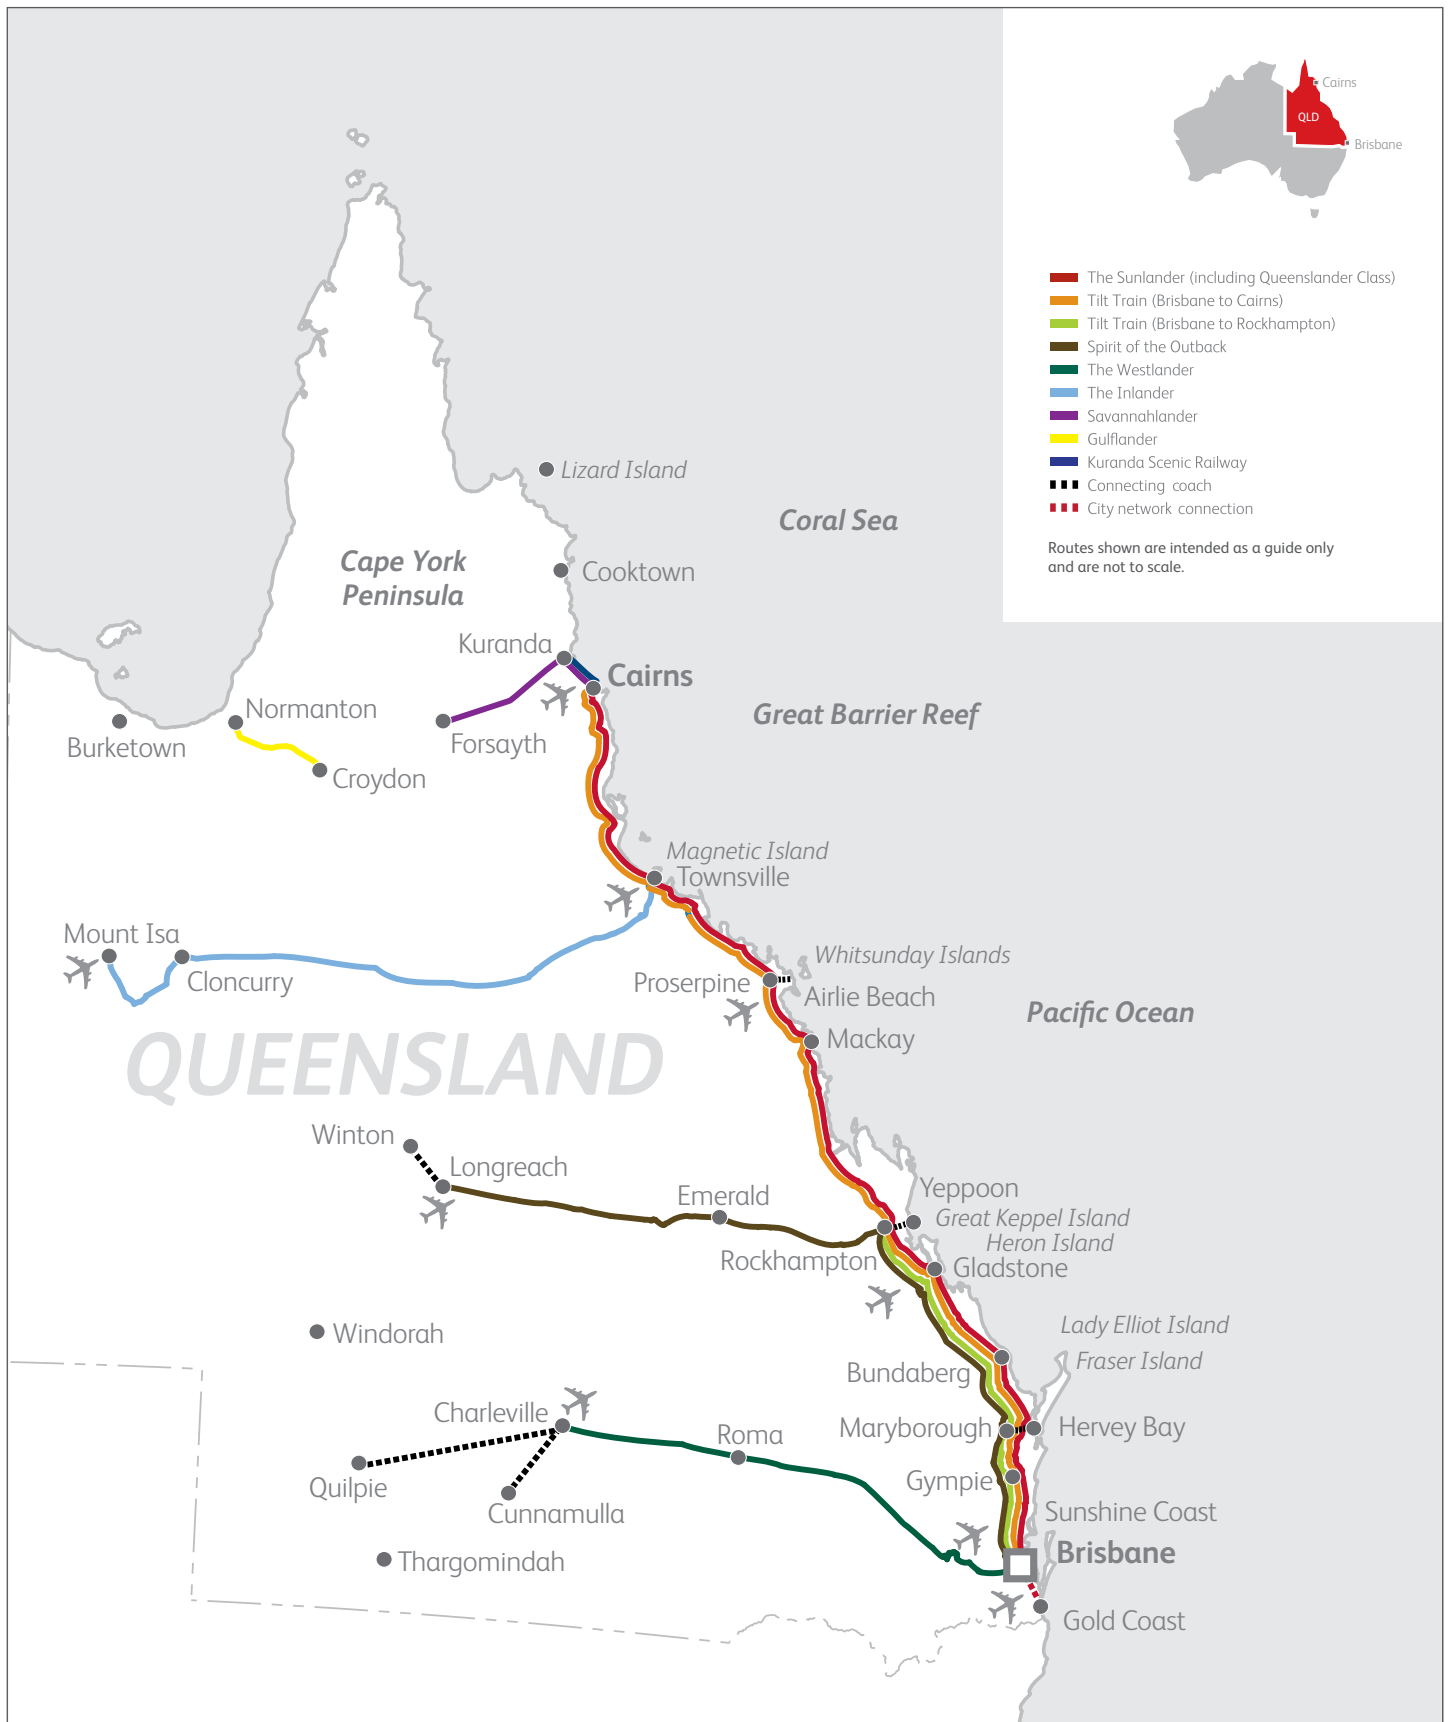 Cairns
QLD
Brisbane
The Sunlander (including Queenslander Class)
Tilt Train (Brisbane to Cairns)
Tilt Train (Brisbane to Rockhampton)
Spirit of the Outback
The Westlander
The Inlander
Savannahlander
Gulflander
Kuranda Scenic Railway
Connecting coach
City network connection
Routes shown are intended as a guide only
and are not to scale.
Lizard Island
Coral Sea
Cape York
Peninsula
Cooktown
Kuranda
Cairns
Great Barrier Reef
Normanton
Burketown
Forsayth
Croydon
Magnetic Island
Townsville
Mount Isa
Cloncurry
Whitsunday Islands
Proserpine
Airlie Beach
Pacific Ocean
Mackay
QUEENSLAND
Winton
Longreach
Emerald
Yeppoon
Great Keppel Island
Heron Island
Rockhampton
Gladstone
Windorah
Lady Elliot Island
Fraser Island
Bundaberg
Charleville
Roma
Maryborough
Hervey Bay
Quilpie
Gympie
Cunnamulla
Sunshine Coast
Brisbane
Thargomindah
Gold Coast